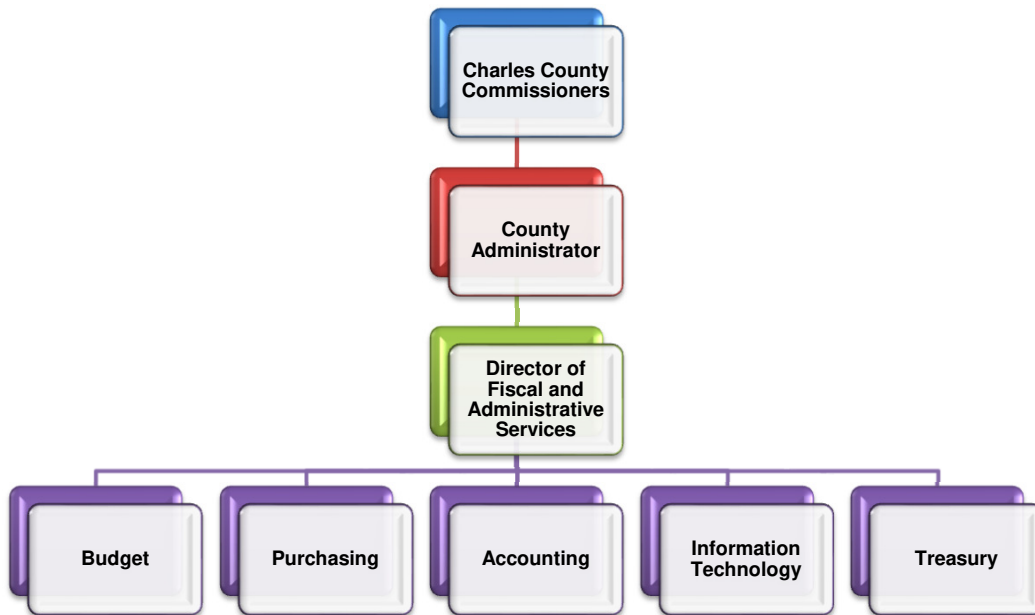 Charles County
Commissioners
County
Administrator
Director of
Fiscal and
Administrative
Services
Budget
Purchasing
Accounting
Information
Technology
Treasury